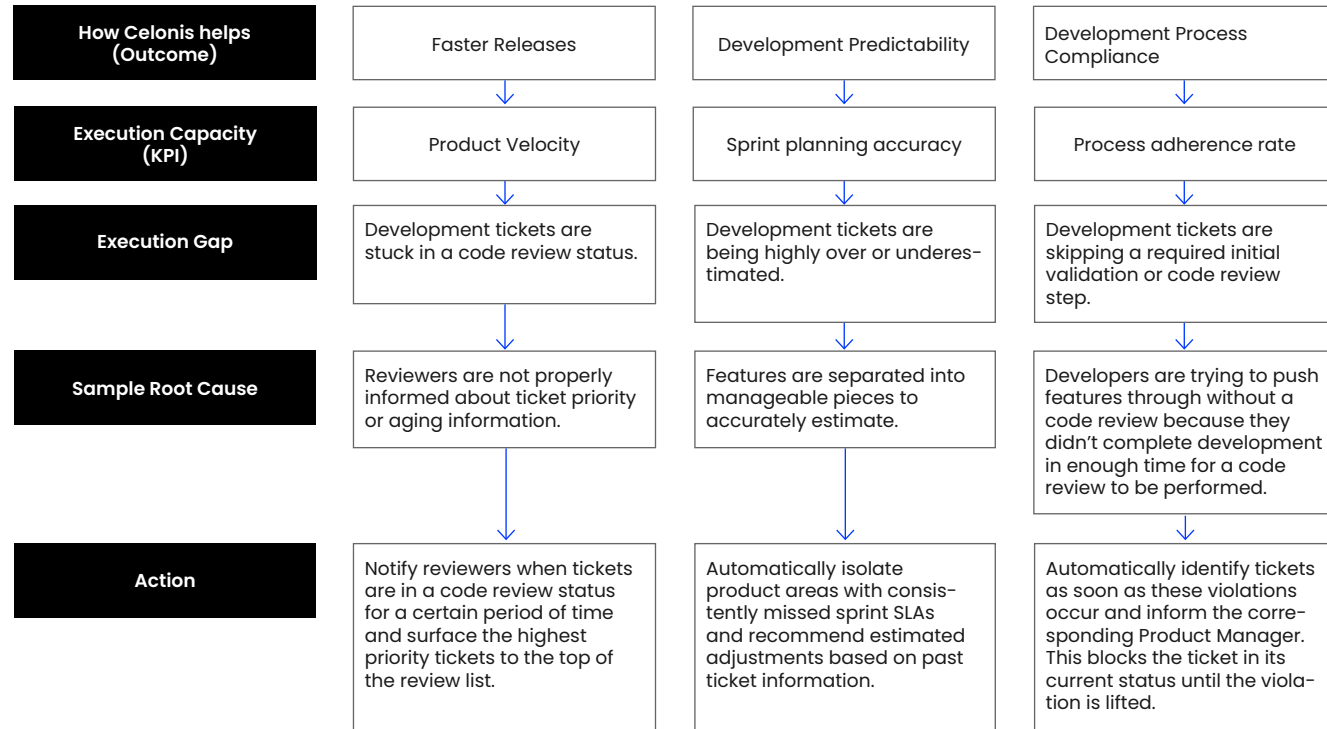 How Celonis helps
(Outcome)
Faster Releases
Development Predictability
Development Process
Compliance
Execution Capacity
(KPI)
Product Velocity
Sprint planning accuracy
Process adherence rate
Execution Gap
Development tickets are
stuck in a code review status.
Development tickets are
being highly over or underes-
timated.
Development tickets are
skipping a required initial
validation or code review
step.
Sample Root Cause
Reviewers are not properly
informed about ticket priority
or aging information.
Features are separated into
manageable pieces to
accurately estimate.
Developers are trying to push
features through without a
code review because they
didn’t complete development
in enough time for a code
review to be performed.
Action
Notify reviewers when tickets
are in a code review status
for a certain period of time
and surface the highest
priority tickets to the top of
the review list.
Automatically isolate
product areas with consis-
tently missed sprint SLAs
and recommend estimated
adjustments based on past
ticket information.
Automatically identify tickets
as soon as these violations
occur and inform the corre-
sponding Product Manager.
This blocks the ticket in its
current status until the viola-
tion is lifted.